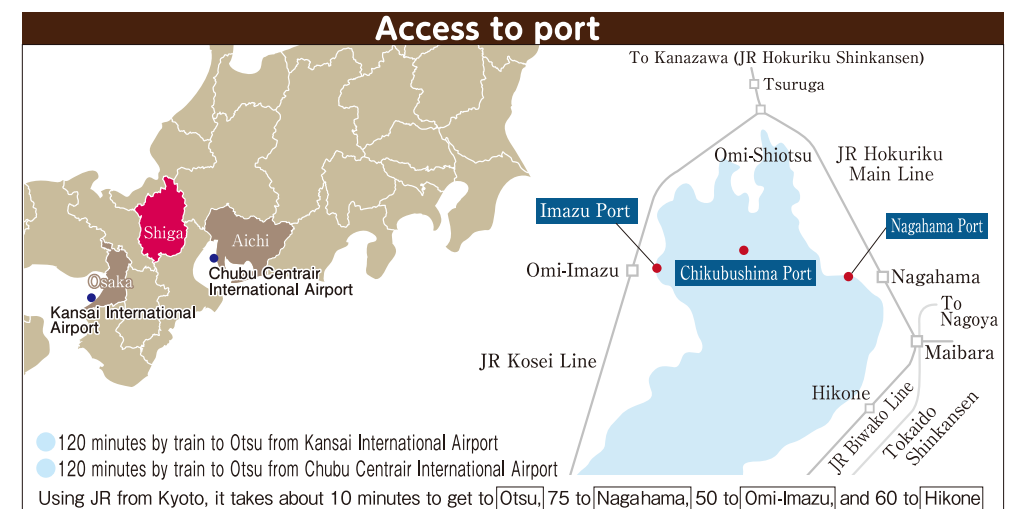 Access to port
To Kanazawa (JR Hokuriku Shinkansen)
Tsuruga
Omi-Shiotsu
JR Hokuriku
Main Line
Imazu Port
Nagahama Port
Shiga
Aichi
Omi-Imazu
Chikubushima Port
Nagahama
Osaka
Chubu Centrair
International Airport
Kansai International
Airport
To
Nagoya
Maibara
JR Kosei Line
Hikone
JR Biwako Line
Tokaido
Shinkansen
120 minutes by train to Otsu from Kansai International Airport
120 minutes by train to Otsu from Chubu Centrair International Airport
Using JR from Kyoto, it takes about 10 minutes to get to Otsu, 75 to Nagahama, 50 to Omi-Imazu, and 60 to Hikone